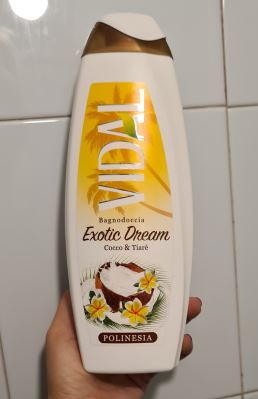 VIDAL
Bagnodoccia
Exotic Dream
Cocco & Tiarè
POLINESIA